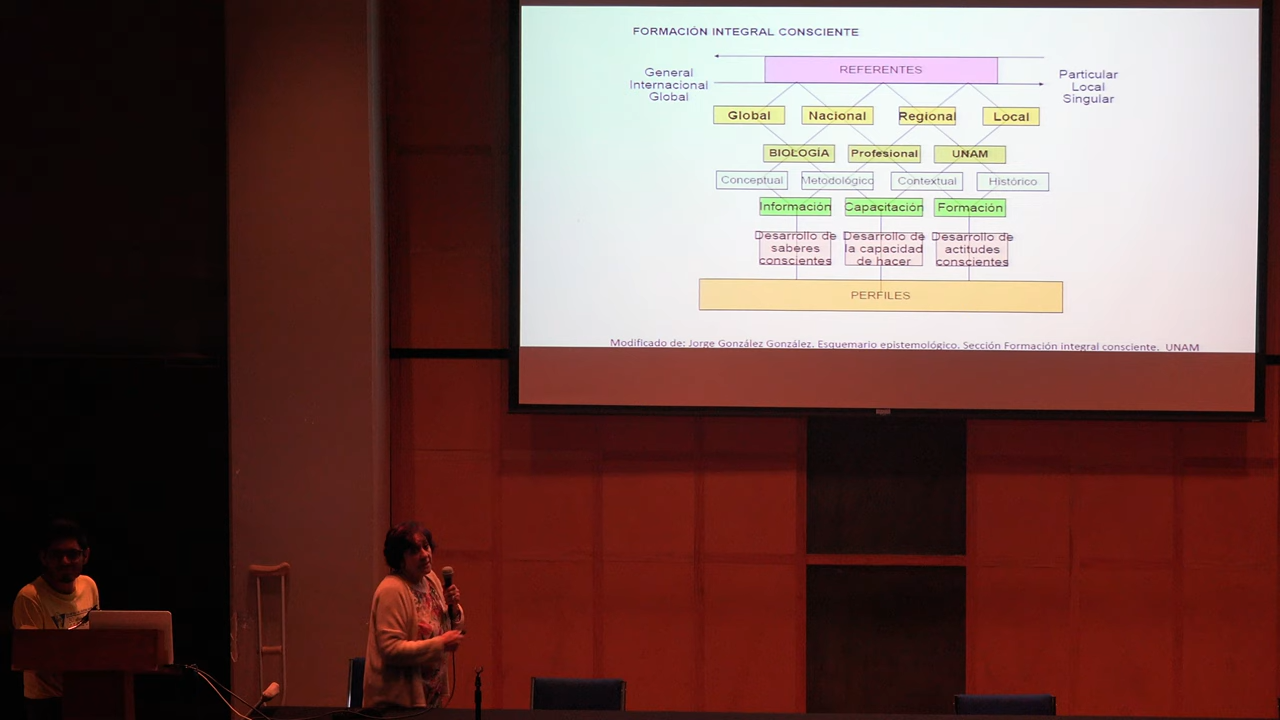 FORMACIÓN INTEGRAL CONSCIENTE
REFERENTES
General
Internacional
Global
Particular
Local
Singular
Global Nacional Regional Local
BIOLOGÍA Profesional UNAM
Conceptual Metodológico Contextual Histórico
Información Capacitación Formación
Desarrollo de
saberes
conscientes
Desarrollo de
la capacidad
de hacer
Desarrollo de
actitudes
conscientes
PERFILES
Modificado de: Jorge González González. Esquemario epistemológico. Sección Formación integral consciente. UNAM